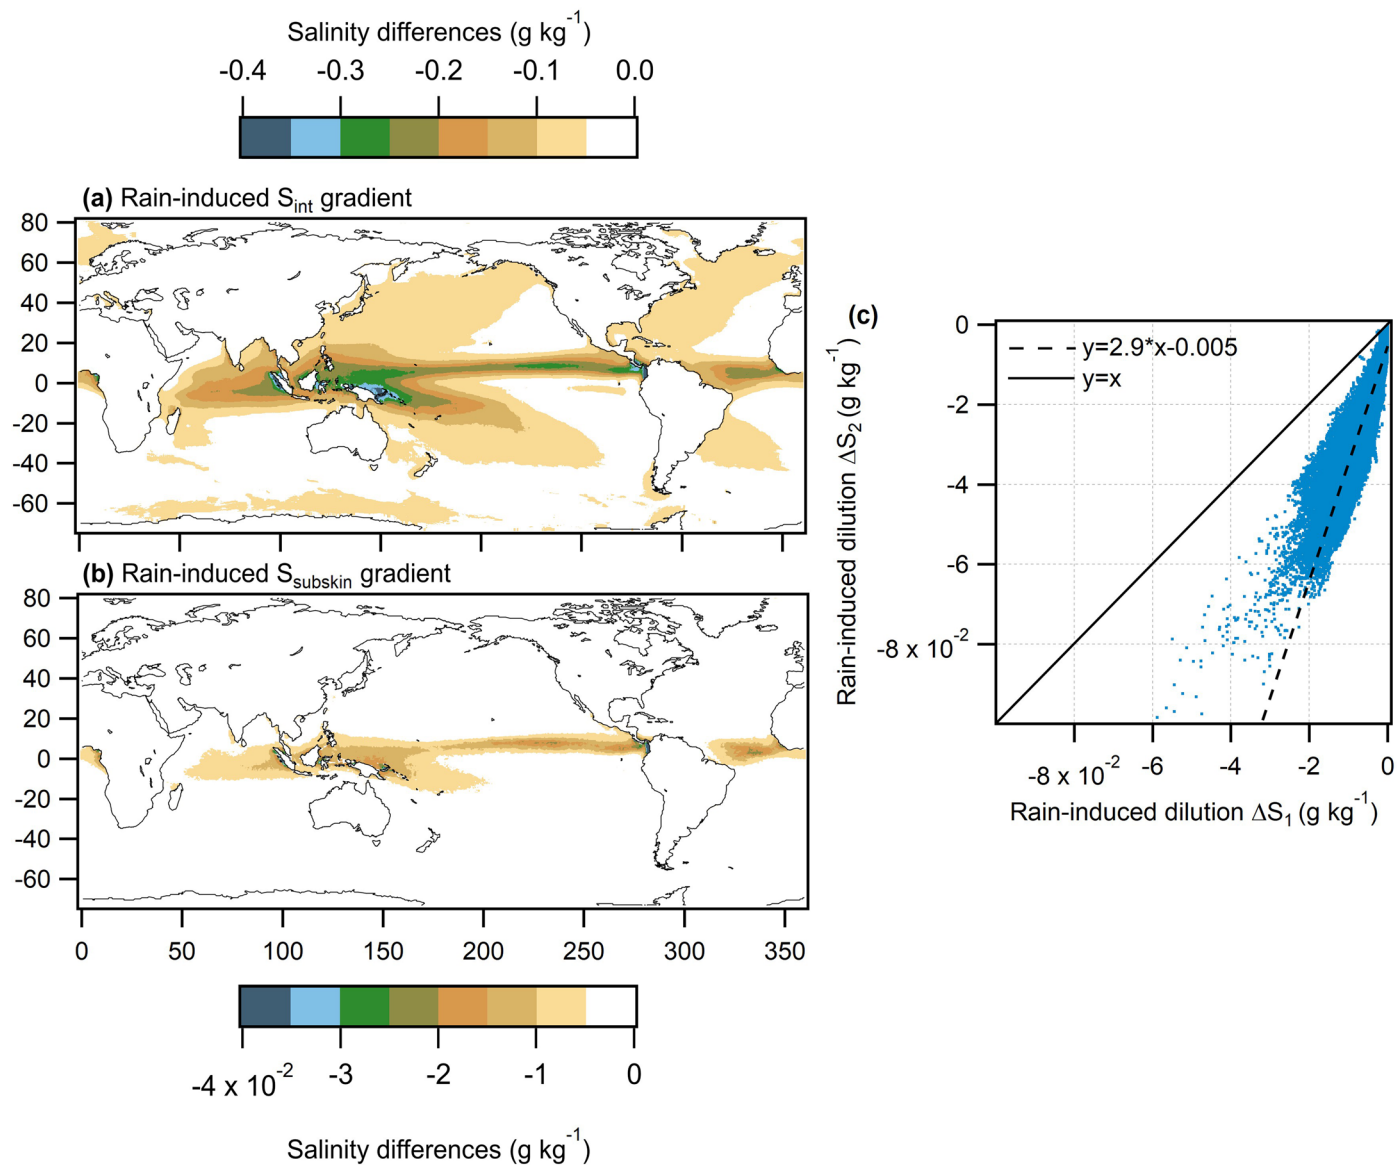 Salinity differences (g kg⁻¹)
-0.4 -0.3 -0.2 -0.1 0.0
(a) Rain-induced S_int gradient
80
60
40
20
0
-20
-40
-60
(b) Rain-induced S_subskin gradient
80
60
40
20
0
-20
-40
-60
0 50 100 150 200 250 300 350
-4 x 10⁻² -3 -2 -1 0
Salinity differences (g kg⁻¹)
(c)
Rain-induced dilution ΔS₂ (g kg⁻¹)
0
-2
-4
-6
-8 x 10⁻²
y=2.9*x-0.005
y=x
-8 x 10⁻² -6 -4 -2 0
Rain-induced dilution ΔS₁ (g kg⁻¹)